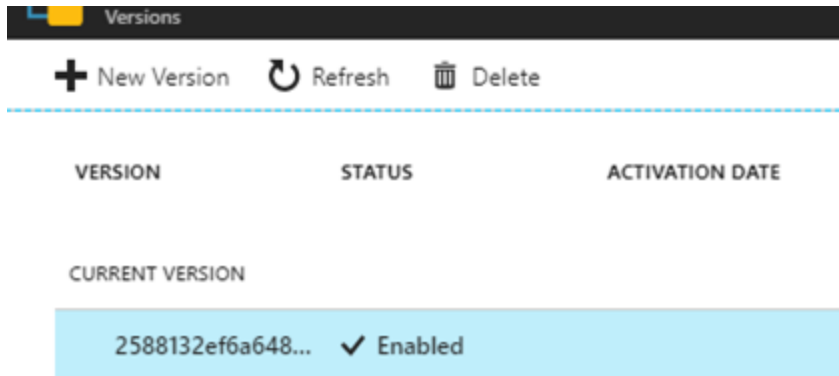 Versions
New Version Refresh Delete
VERSION STATUS ACTIVATION DATE
CURRENT VERSION
2588132ef6a648... Enabled